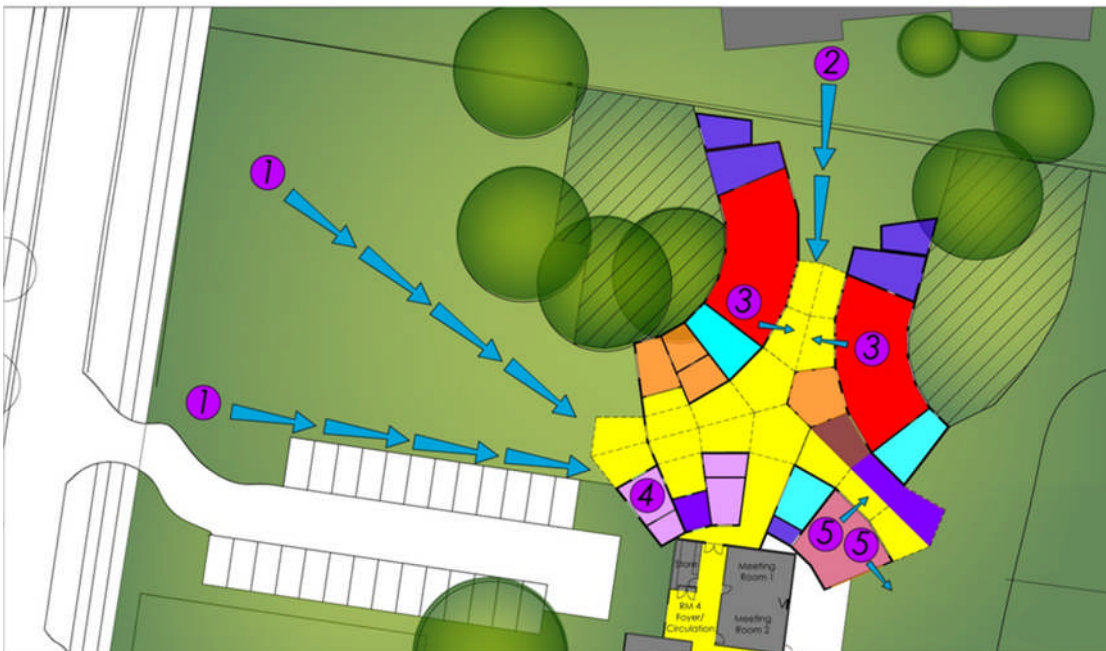 2
1
3
3
1
4
5
5
Store
Meeting
Room 1
RM 4
Foyer/
Circulation
Meeting
Room 2